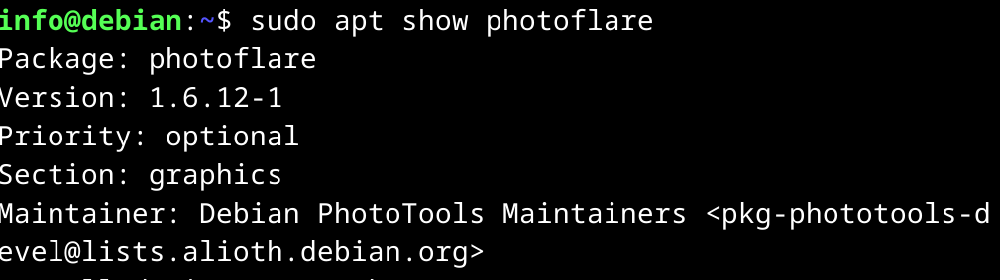 info@debian:~$ sudo apt show photoflare
Package: photoflare
Version: 1.6.12-1
Priority: optional
Section: graphics
Maintainer: Debian PhotoTools Maintainers <pkg-phototools-d
evel@lists.alioth.debian.org>